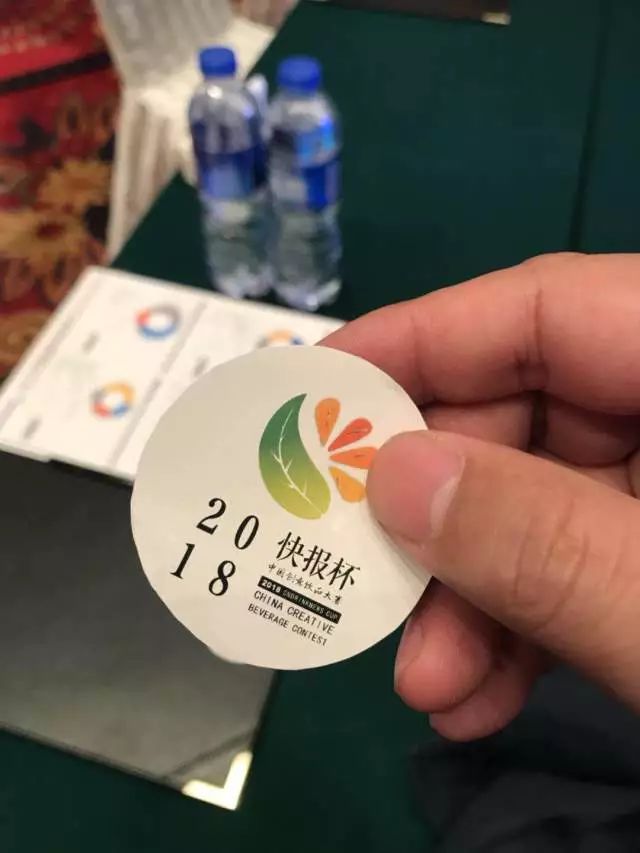 20
18
快报杯
中国创意饮品大赛
2018 CNDRINKNEWS CUP
CHINA CREATIVE
BEVERAGE CONTEST